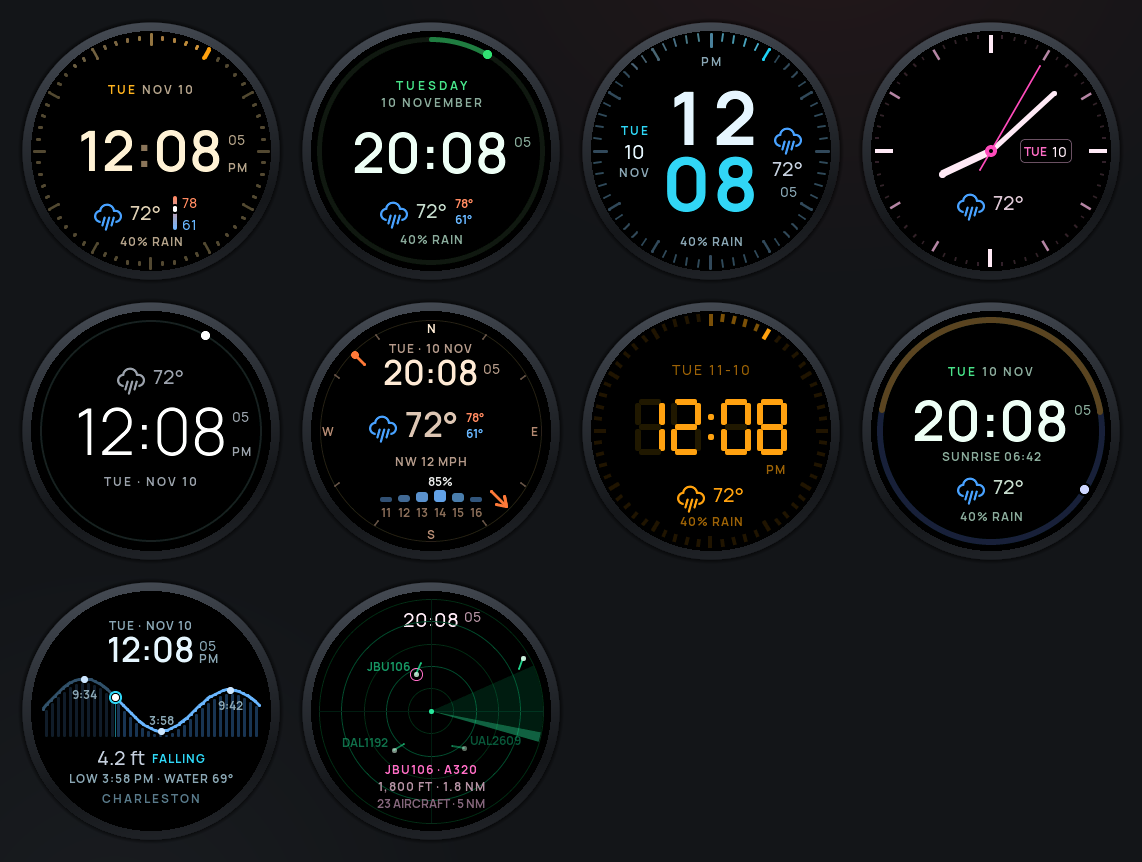 TUE NOV 10
12:08
05
PM
72°
78
61
40% RAIN
TUESDAY
10 NOVEMBER
20:08
05
72°
78°
61°
40% RAIN
PM
TUE
10
NOV
12
08
72°
05
40% RAIN
TUE 10
72°
72°
12:08
05
PM
TUE · NOV 10
N
TUE · 10 NOV
20:08
05
72°
78°
61°
W
E
NW 12 MPH
85%
11 12 13 14 15 16
S
TUE 11-10
12:08
PM
72°
40% RAIN
TUE 10 NOV
20:08
05
SUNRISE 06:42
72°
40% RAIN
TUE · NOV 10
12:08
05
PM
9:34
3:58
9:42
4.2 ft FALLING
LOW 3:58 PM · WATER 69°
CHARLESTON
20:08
05
JBU106
DAL1192
UAL2609
JBU106 · A320
1,800 FT · 1.8 NM
23 AIRCRAFT · 5 NM